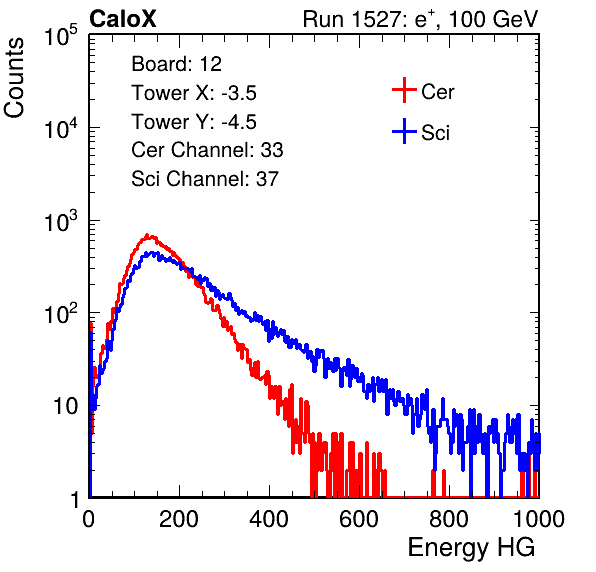 CaloX Run 1527: e⁺, 100 GeV
Counts
10⁵
10⁴
10³
10²
10
1
Board: 12
Tower X: -3.5
Tower Y: -4.5
Cer Channel: 33
Sci Channel: 37
Cer
Sci
0 200 400 600 800 1000
Energy HG